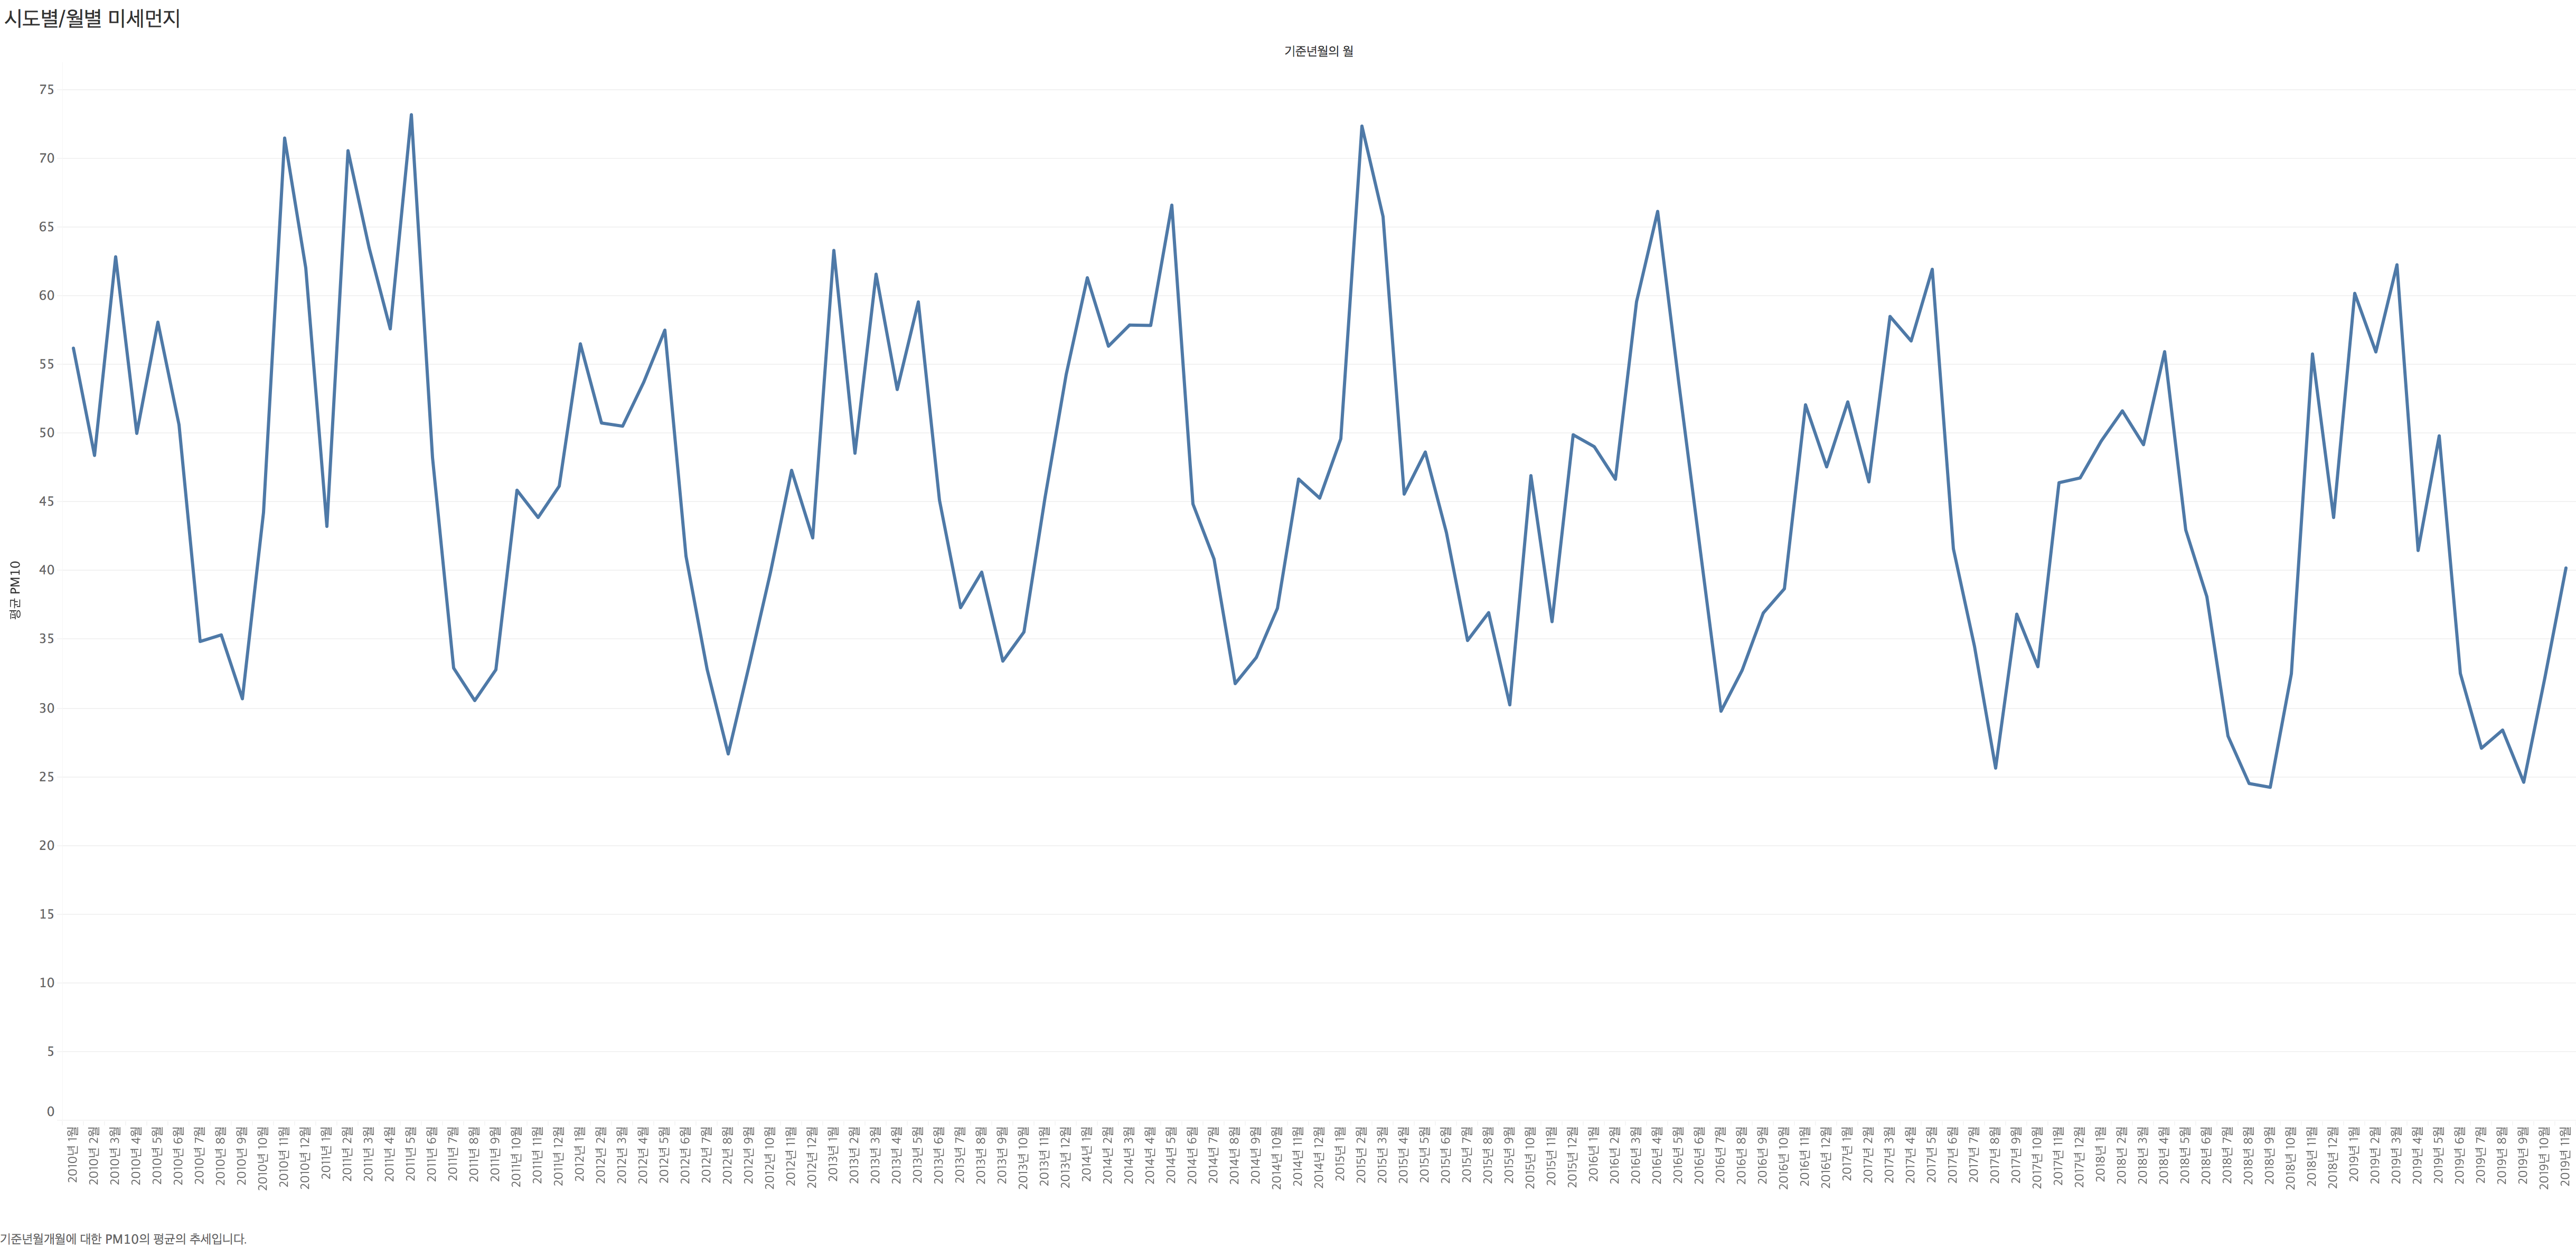 시도별/월별 미세먼지
기준년월의 월
75
70
65
60
55
50
45
40
35
30
25
20
15
10
5
0
평균 PM10
2010년 1월
2010년 2월
2010년 3월
2010년 4월
2010년 5월
2010년 6월
2010년 7월
2010년 8월
2010년 9월
2010년 10월
2010년 11월
2010년 12월
2011년 1월
2011년 2월
2011년 3월
2011년 4월
2011년 5월
2011년 6월
2011년 7월
2011년 8월
2011년 9월
2011년 10월
2011년 11월
2011년 12월
2012년 1월
2012년 2월
2012년 3월
2012년 4월
2012년 5월
2012년 6월
2012년 7월
2012년 8월
2012년 9월
2012년 10월
2012년 11월
2012년 12월
2013년 1월
2013년 2월
2013년 3월
2013년 4월
2013년 5월
2013년 6월
2013년 7월
2013년 8월
2013년 9월
2013년 10월
2013년 11월
2013년 12월
2014년 1월
2014년 2월
2014년 3월
2014년 4월
2014년 5월
2014년 6월
2014년 7월
2014년 8월
2014년 9월
2014년 10월
2014년 11월
2014년 12월
2015년 1월
2015년 2월
2015년 3월
2015년 4월
2015년 5월
2015년 6월
2015년 7월
2015년 8월
2015년 9월
2015년 10월
2015년 11월
2015년 12월
2016년 1월
2016년 2월
2016년 3월
2016년 4월
2016년 5월
2016년 6월
2016년 7월
2016년 8월
2016년 9월
2016년 10월
2016년 11월
2016년 12월
2017년 1월
2017년 2월
2017년 3월
2017년 4월
2017년 5월
2017년 6월
2017년 7월
2017년 8월
2017년 9월
2017년 10월
2017년 11월
2017년 12월
2018년 1월
2018년 2월
2018년 3월
2018년 4월
2018년 5월
2018년 6월
2018년 7월
2018년 8월
2018년 9월
2018년 10월
2018년 11월
2018년 12월
2019년 1월
2019년 2월
2019년 3월
2019년 4월
2019년 5월
2019년 6월
2019년 7월
2019년 8월
2019년 9월
2019년 10월
2019년 11월
기준년월개월에 대한 PM10의 평균의 추세입니다.